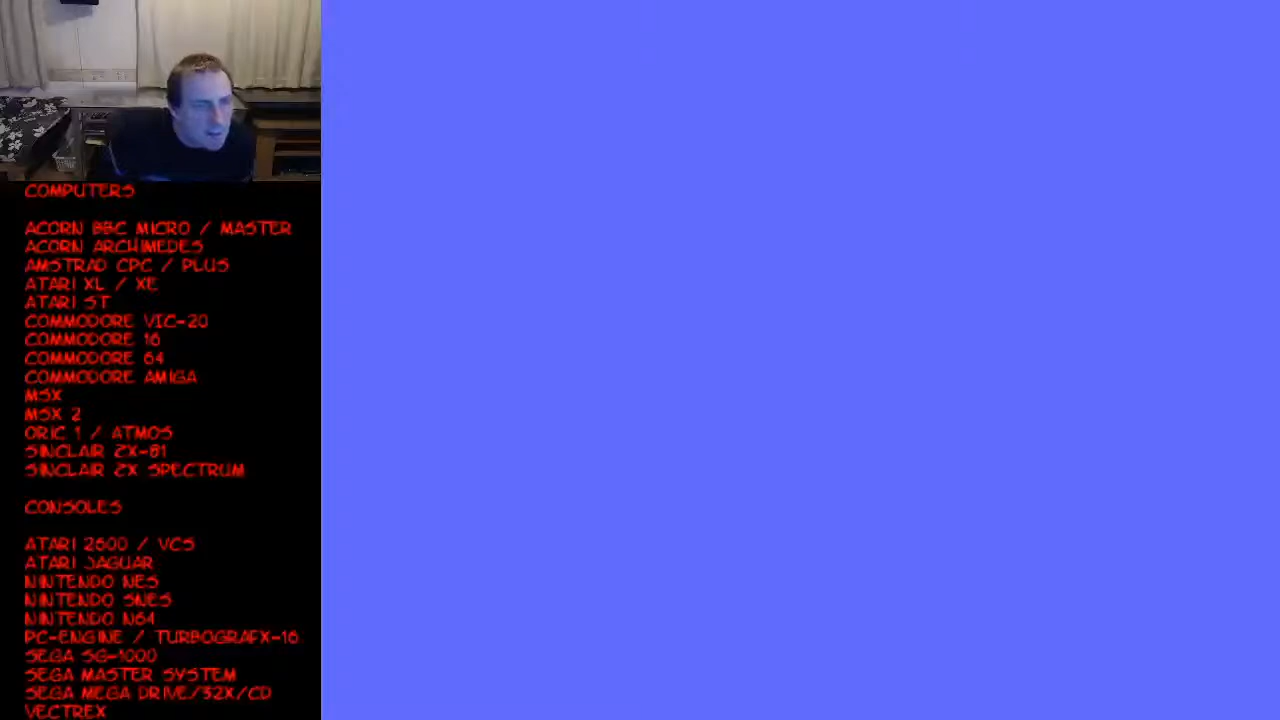 COMPUTERS
ACORN BBC MICRO / MASTER
ACORN ARCHIMEDES
AMSTRAD CPC / PLUS
ATARI XL / XE
ATARI ST
COMMODORE VIC-20
COMMODORE 16
COMMODORE 64
COMMODORE AMIGA
MSX
MSX 2
ORIC 1 / ATMOS
SINCLAIR ZX-81
SINCLAIR ZX SPECTRUM
CONSOLES
ATARI 2600 / VCS
ATARI JAGUAR
NINTENDO NES
NINTENDO SNES
NINTENDO N64
PC-ENGINE / TURBOGRAFX-16
SEGA SG-1000
SEGA MASTER SYSTEM
SEGA MEGA DRIVE/32X/CD
VECTREX